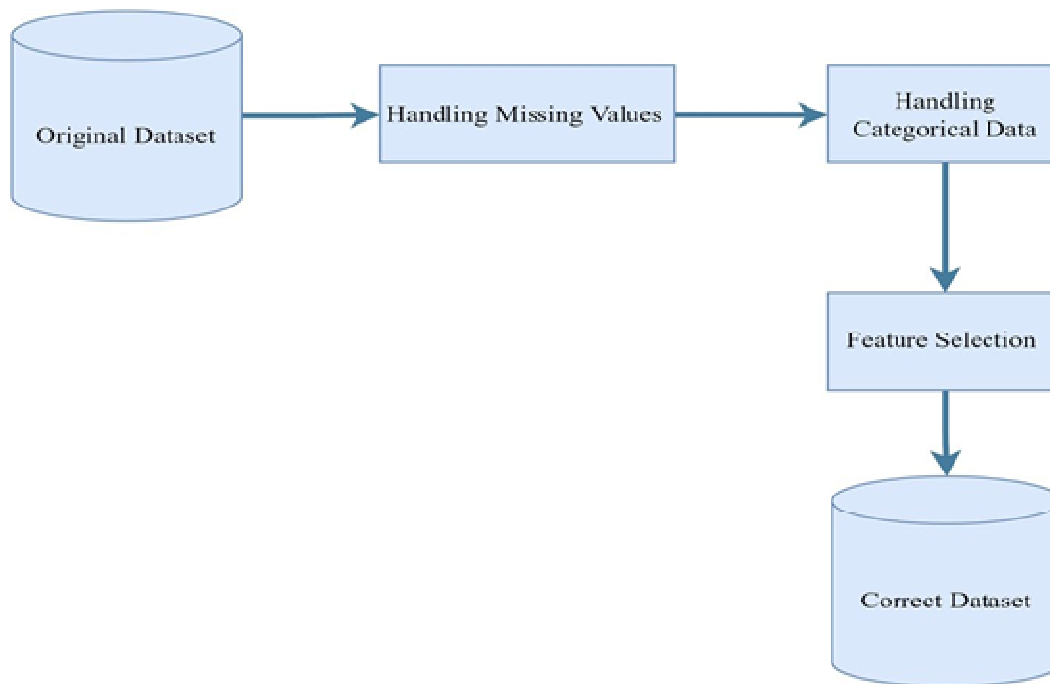 Original Dataset
Handling Missing Values
Handling
Categorical Data
Feature Selection
Correct Dataset